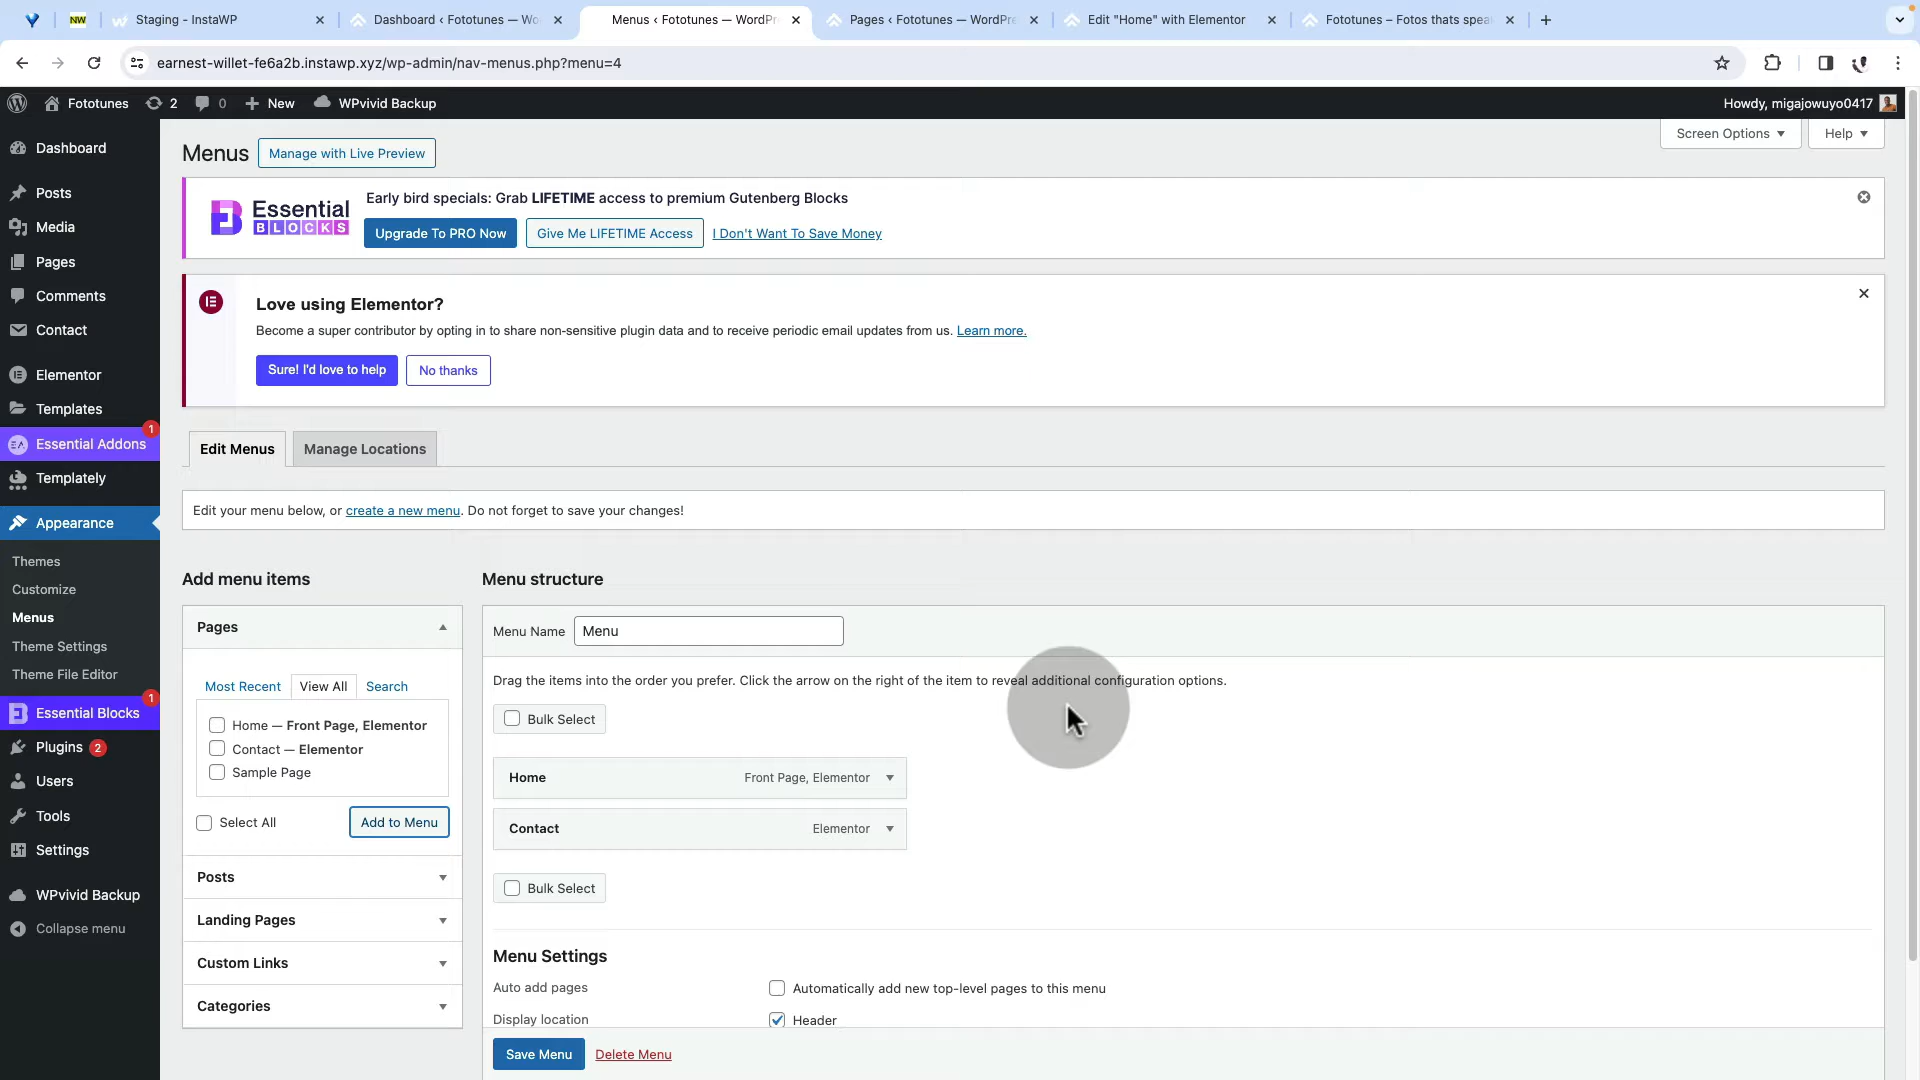 Staging - InstaWP
Dashboard ‹ Fototunes — Wo
Menus ‹ Fototunes — WordPre
Pages ‹ Fototunes — WordPre
Edit "Home" with Elementor
Fototunes – Fotos thats spea
NW
earnest-willet-fe6a2b.instawp.xyz/wp-admin/nav-menus.php?menu=4
Fototunes
2
0
New
WPvivid Backup
Howdy, migajowuyo0417
Screen Options
Help
Dashboard
Posts
Media
Pages
Comments
Contact
Elementor
Templates
Essential Addons
1
Templately
Appearance
Themes
Customize
Menus
Theme Settings
Theme File Editor
Essential Blocks
1
Plugins
2
Users
Tools
Settings
WPvivid Backup
Collapse menu
Menus
Manage with Live Preview
Essential
BLOCKS
Early bird specials: Grab LIFETIME access to premium Gutenberg Blocks
Upgrade To PRO Now
Give Me LIFETIME Access
I Don't Want To Save Money
Love using Elementor?
Become a super contributor by opting in to share non-sensitive plugin data and to receive periodic email updates from us. Learn more.
Sure! I'd love to help
No thanks
Edit Menus
Manage Locations
Edit your menu below, or create a new menu. Do not forget to save your changes!
Add menu items
Pages
Most Recent
View All
Search
Home — Front Page, Elementor
Contact — Elementor
Sample Page
Select All
Add to Menu
Posts
Landing Pages
Custom Links
Categories
Menu structure
Menu Name
Menu
Drag the items into the order you prefer. Click the arrow on the right of the item to reveal additional configuration options.
Bulk Select
Home
Front Page, Elementor
Contact
Elementor
Bulk Select
Menu Settings
Auto add pages
Automatically add new top-level pages to this menu
Display location
Header
Save Menu
Delete Menu